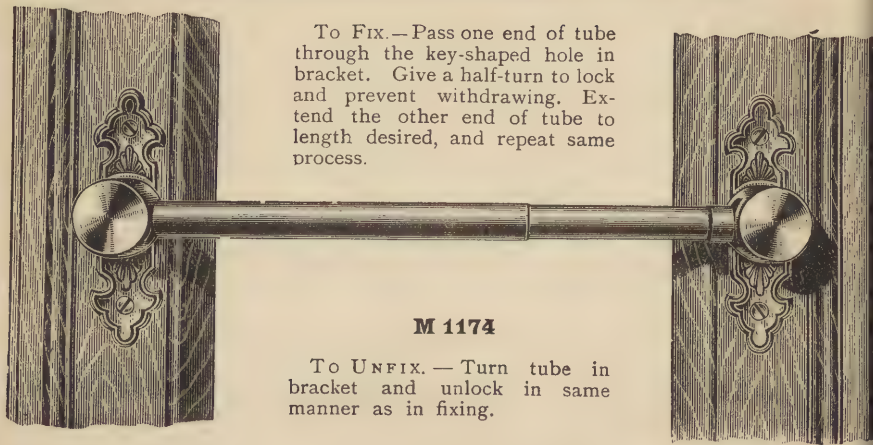 To Fix.—Pass one end of tube
through the key-shaped hole in
bracket. Give a half-turn to lock
and prevent withdrawing. Ex-
tend the other end of tube to
length desired, and repeat same
process.
M 1174
To Unfix.—Turn tube in
bracket and unlock in same
manner as in fixing.